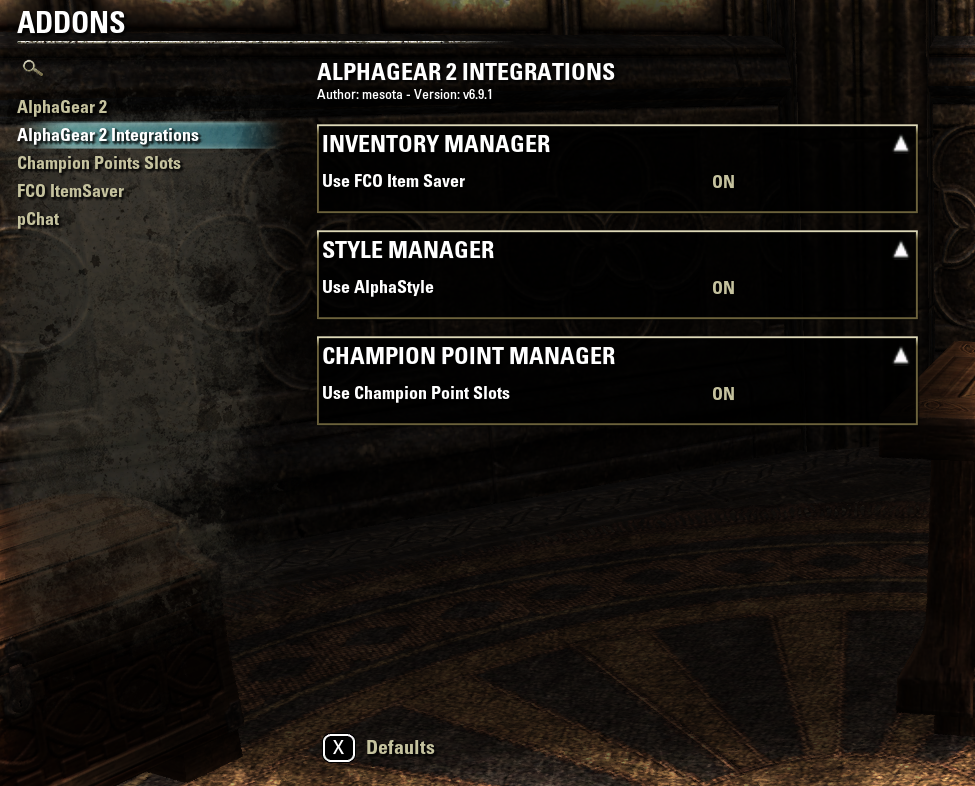 ADDONS
AlphaGear 2
AlphaGear 2 Integrations
Champion Points Slots
FCO ItemSaver
pChat
ALPHAGEAR 2 INTEGRATIONS
Author: mesota - Version: v6.9.1
INVENTORY MANAGER
Use FCO Item Saver ON
STYLE MANAGER
Use AlphaStyle ON
CHAMPION POINT MANAGER
Use Champion Point Slots ON
X Defaults